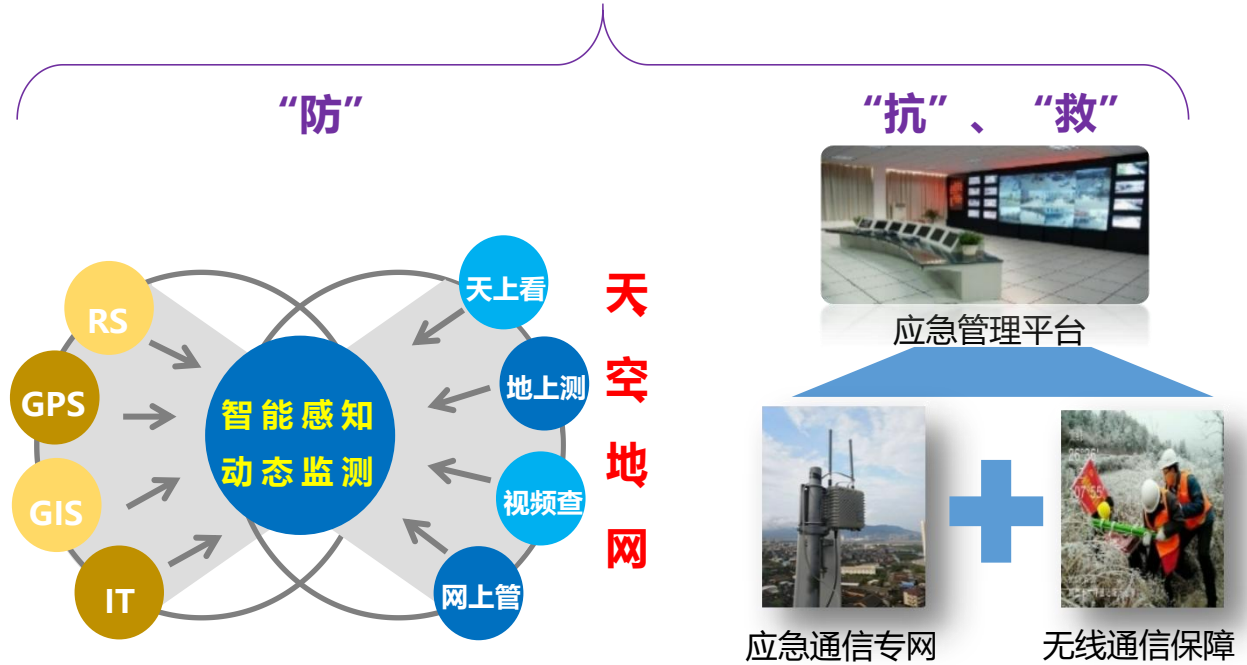 “防”
“抗”、“救”
RS
GPS
GIS
IT
智能感知
动态监测
天上看
地上测
视频查
网上管
天
空
地
网
应急管理平台
应急通信专网
无线通信保障